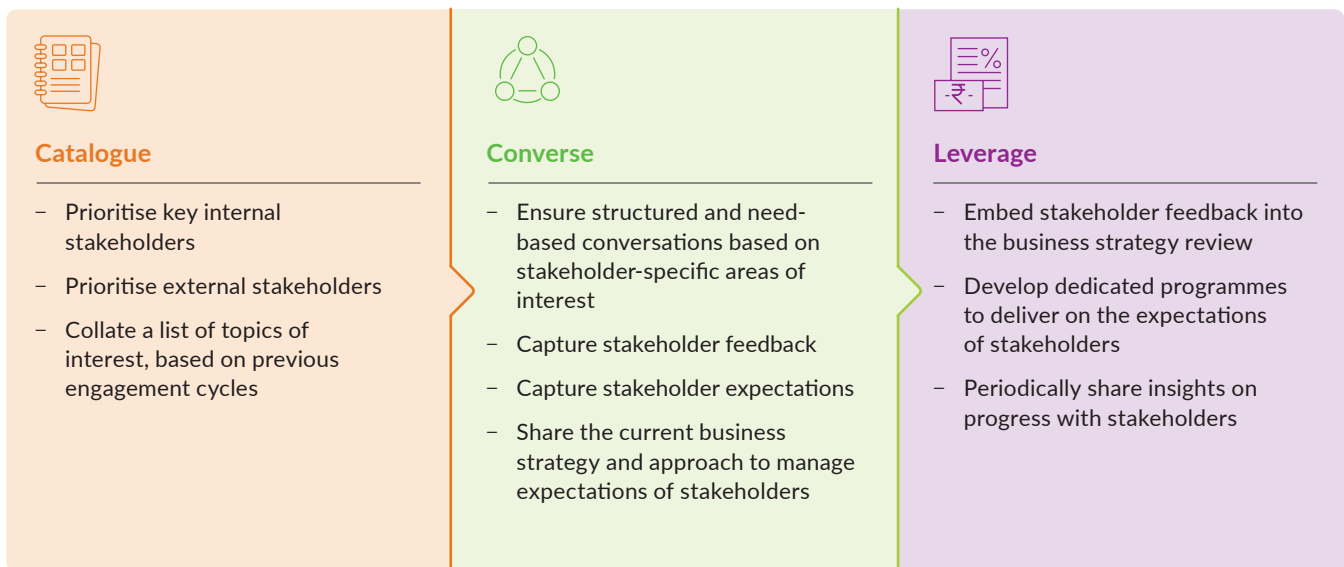 Catalogue
– Prioritise key internal
stakeholders
– Prioritise external stakeholders
– Collate a list of topics of
interest, based on previous
engagement cycles
Converse
– Ensure structured and need-
based conversations based on
stakeholder-specific areas of
interest
– Capture stakeholder feedback
– Capture stakeholder expectations
– Share the current business
strategy and approach to manage
expectations of stakeholders
%
-₹-
Leverage
– Embed stakeholder feedback into
the business strategy review
– Develop dedicated programmes
to deliver on the expectations
of stakeholders
– Periodically share insights on
progress with stakeholders